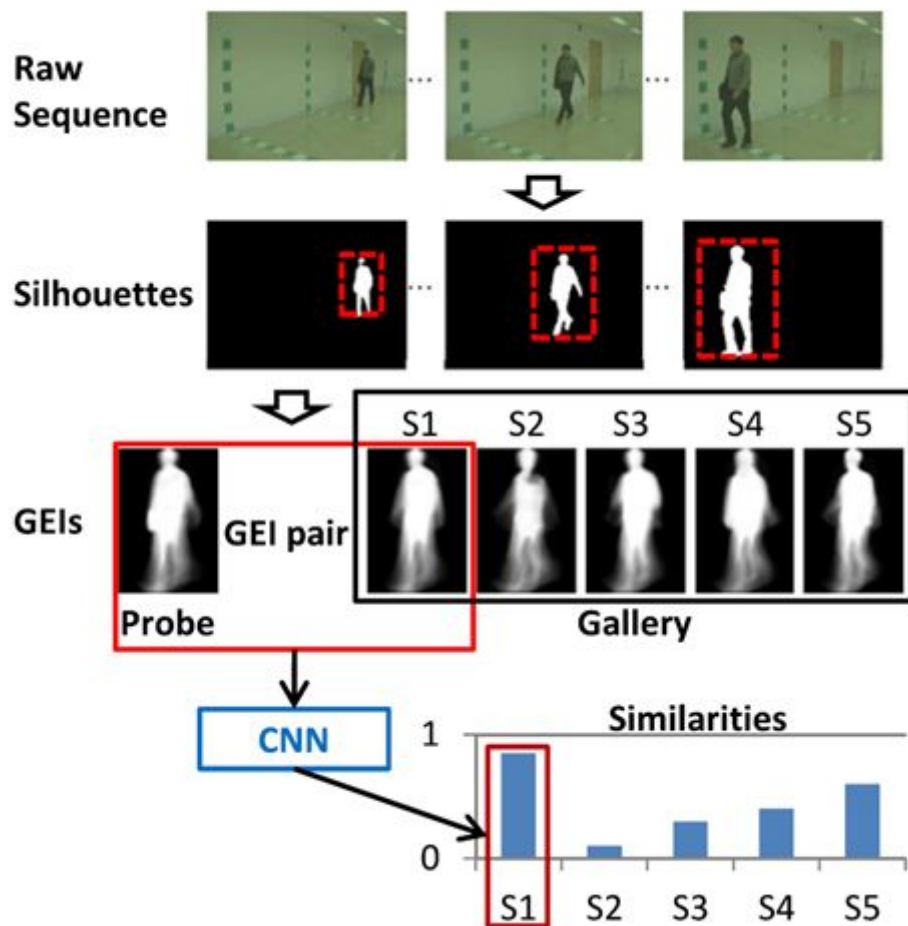 Raw
Sequence
... ...
Silhouettes
... ...
S1 S2 S3 S4 S5
GEIs
GEI pair
Probe
Gallery
CNN
Similarities
1
0
S1 S2 S3 S4 S5